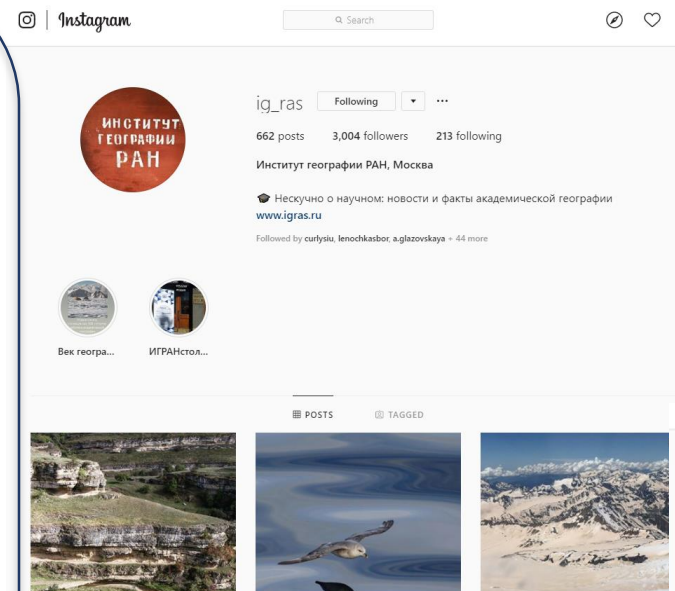 Instagram
Search
ig_ras Following ▼ •••
662 posts 3,004 followers 213 following
Институт географии РАН, Москва
🎓 Нескучно о научном: новости и факты академической географии
www.igras.ru
Followed by curlysiu, lenochkasbor, a.glazovskaya + 44 more
ИНСТИТУТ
ГЕОГРАФИИ
РАН
Век геогра... ИГРАНстол...
POSTS TAGGED